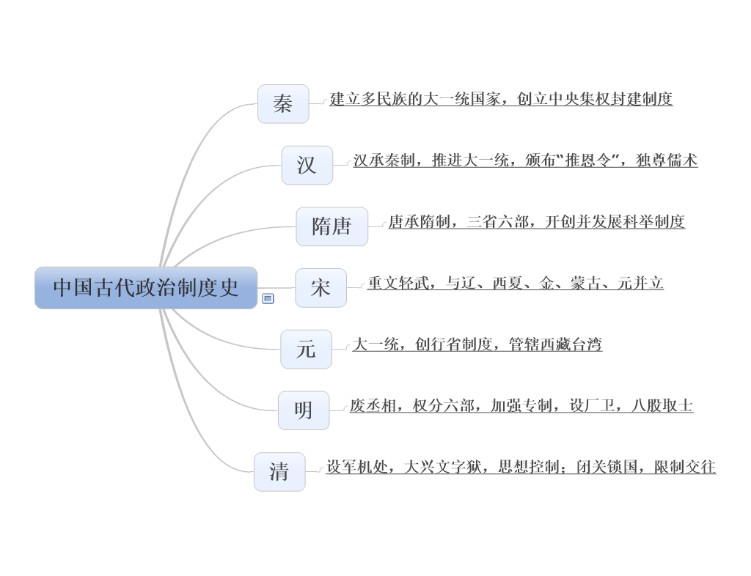 中国古代政治制度史
秦
建立多民族的大一统国家，创立中央集权封建制度
汉
汉承秦制，推进大一统，颁布“推恩令”，独尊儒术
隋唐
唐承隋制，三省六部，开创并发展科举制度
宋
重文轻武，与辽、西夏、金、蒙古、元并立
元
大一统，创行省制度，管辖西藏台湾
明
废丞相，权分六部，加强专制，设厂卫，八股取士
清
设军机处，大兴文字狱，思想控制；闭关锁国，限制交往